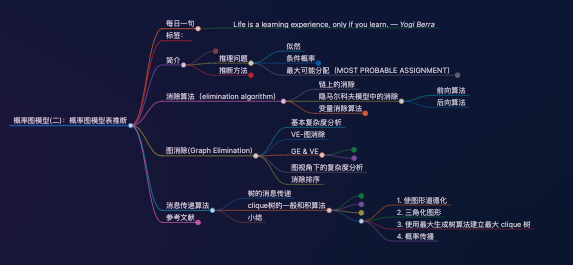 概率图模型(二)：概率图模型表推断
每日一句
Life is a learning experience, only if you learn. — Yogi Berra
标签：
简介
推理问题
似然
条件概率
最大可能分配（MOST PROBABLE ASSIGNMENT）
推断方法
消除算法（elimination algorithm）
链上的消除
隐马尔科夫模型中的消除
前向算法
后向算法
变量消除算法
图消除(Graph Elimination)
基本复杂度分析
VE-图消除
GE & VE
图视角下的复杂度分析
消除排序
消息传递算法
树的消息传递
clique树的一般和积算法
1. 使图形道德化
2. 三角化图形
3. 使用最大生成树算法建立最大 clique 树
4. 概率传播
小结
参考文献